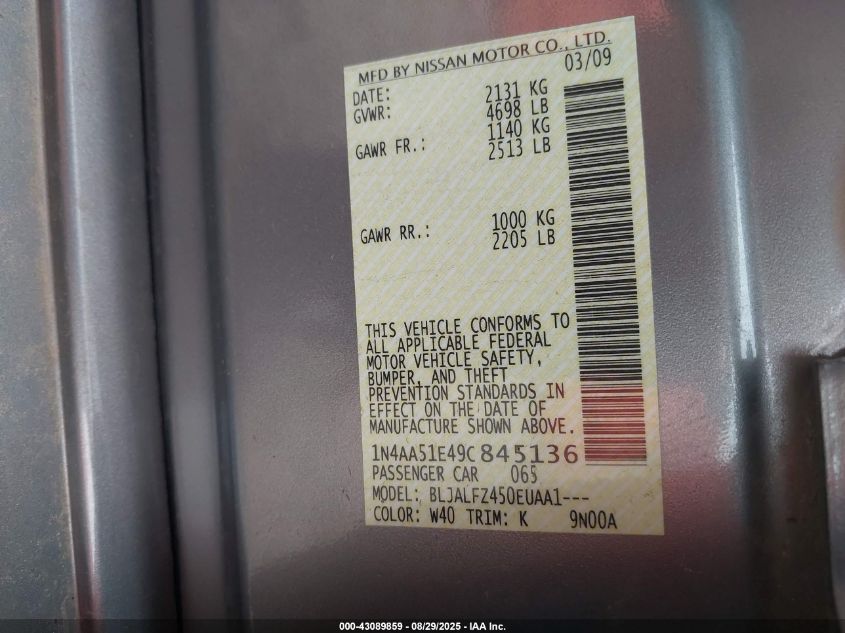 MFD BY NISSAN MOTOR CO., LTD.
DATE: 03/09
GVWR: 2131 KG
4698 LB
GAWR FR.: 1140 KG
2513 LB
GAWR RR.: 1000 KG
2205 LB
THIS VEHICLE CONFORMS TO
ALL APPLICABLE FEDERAL
MOTOR VEHICLE SAFETY,
BUMPER, AND THEFT
PREVENTION STANDARDS IN
EFFECT ON THE DATE OF
MANUFACTURE SHOWN ABOVE.
1N4AA51E49C845136
PASSENGER CAR 065
MODEL: BLJALFZ450EUAA1---
COLOR: W40 TRIM: K 9N00A
000-43089859 - 08/29/2025 - IAA Inc.